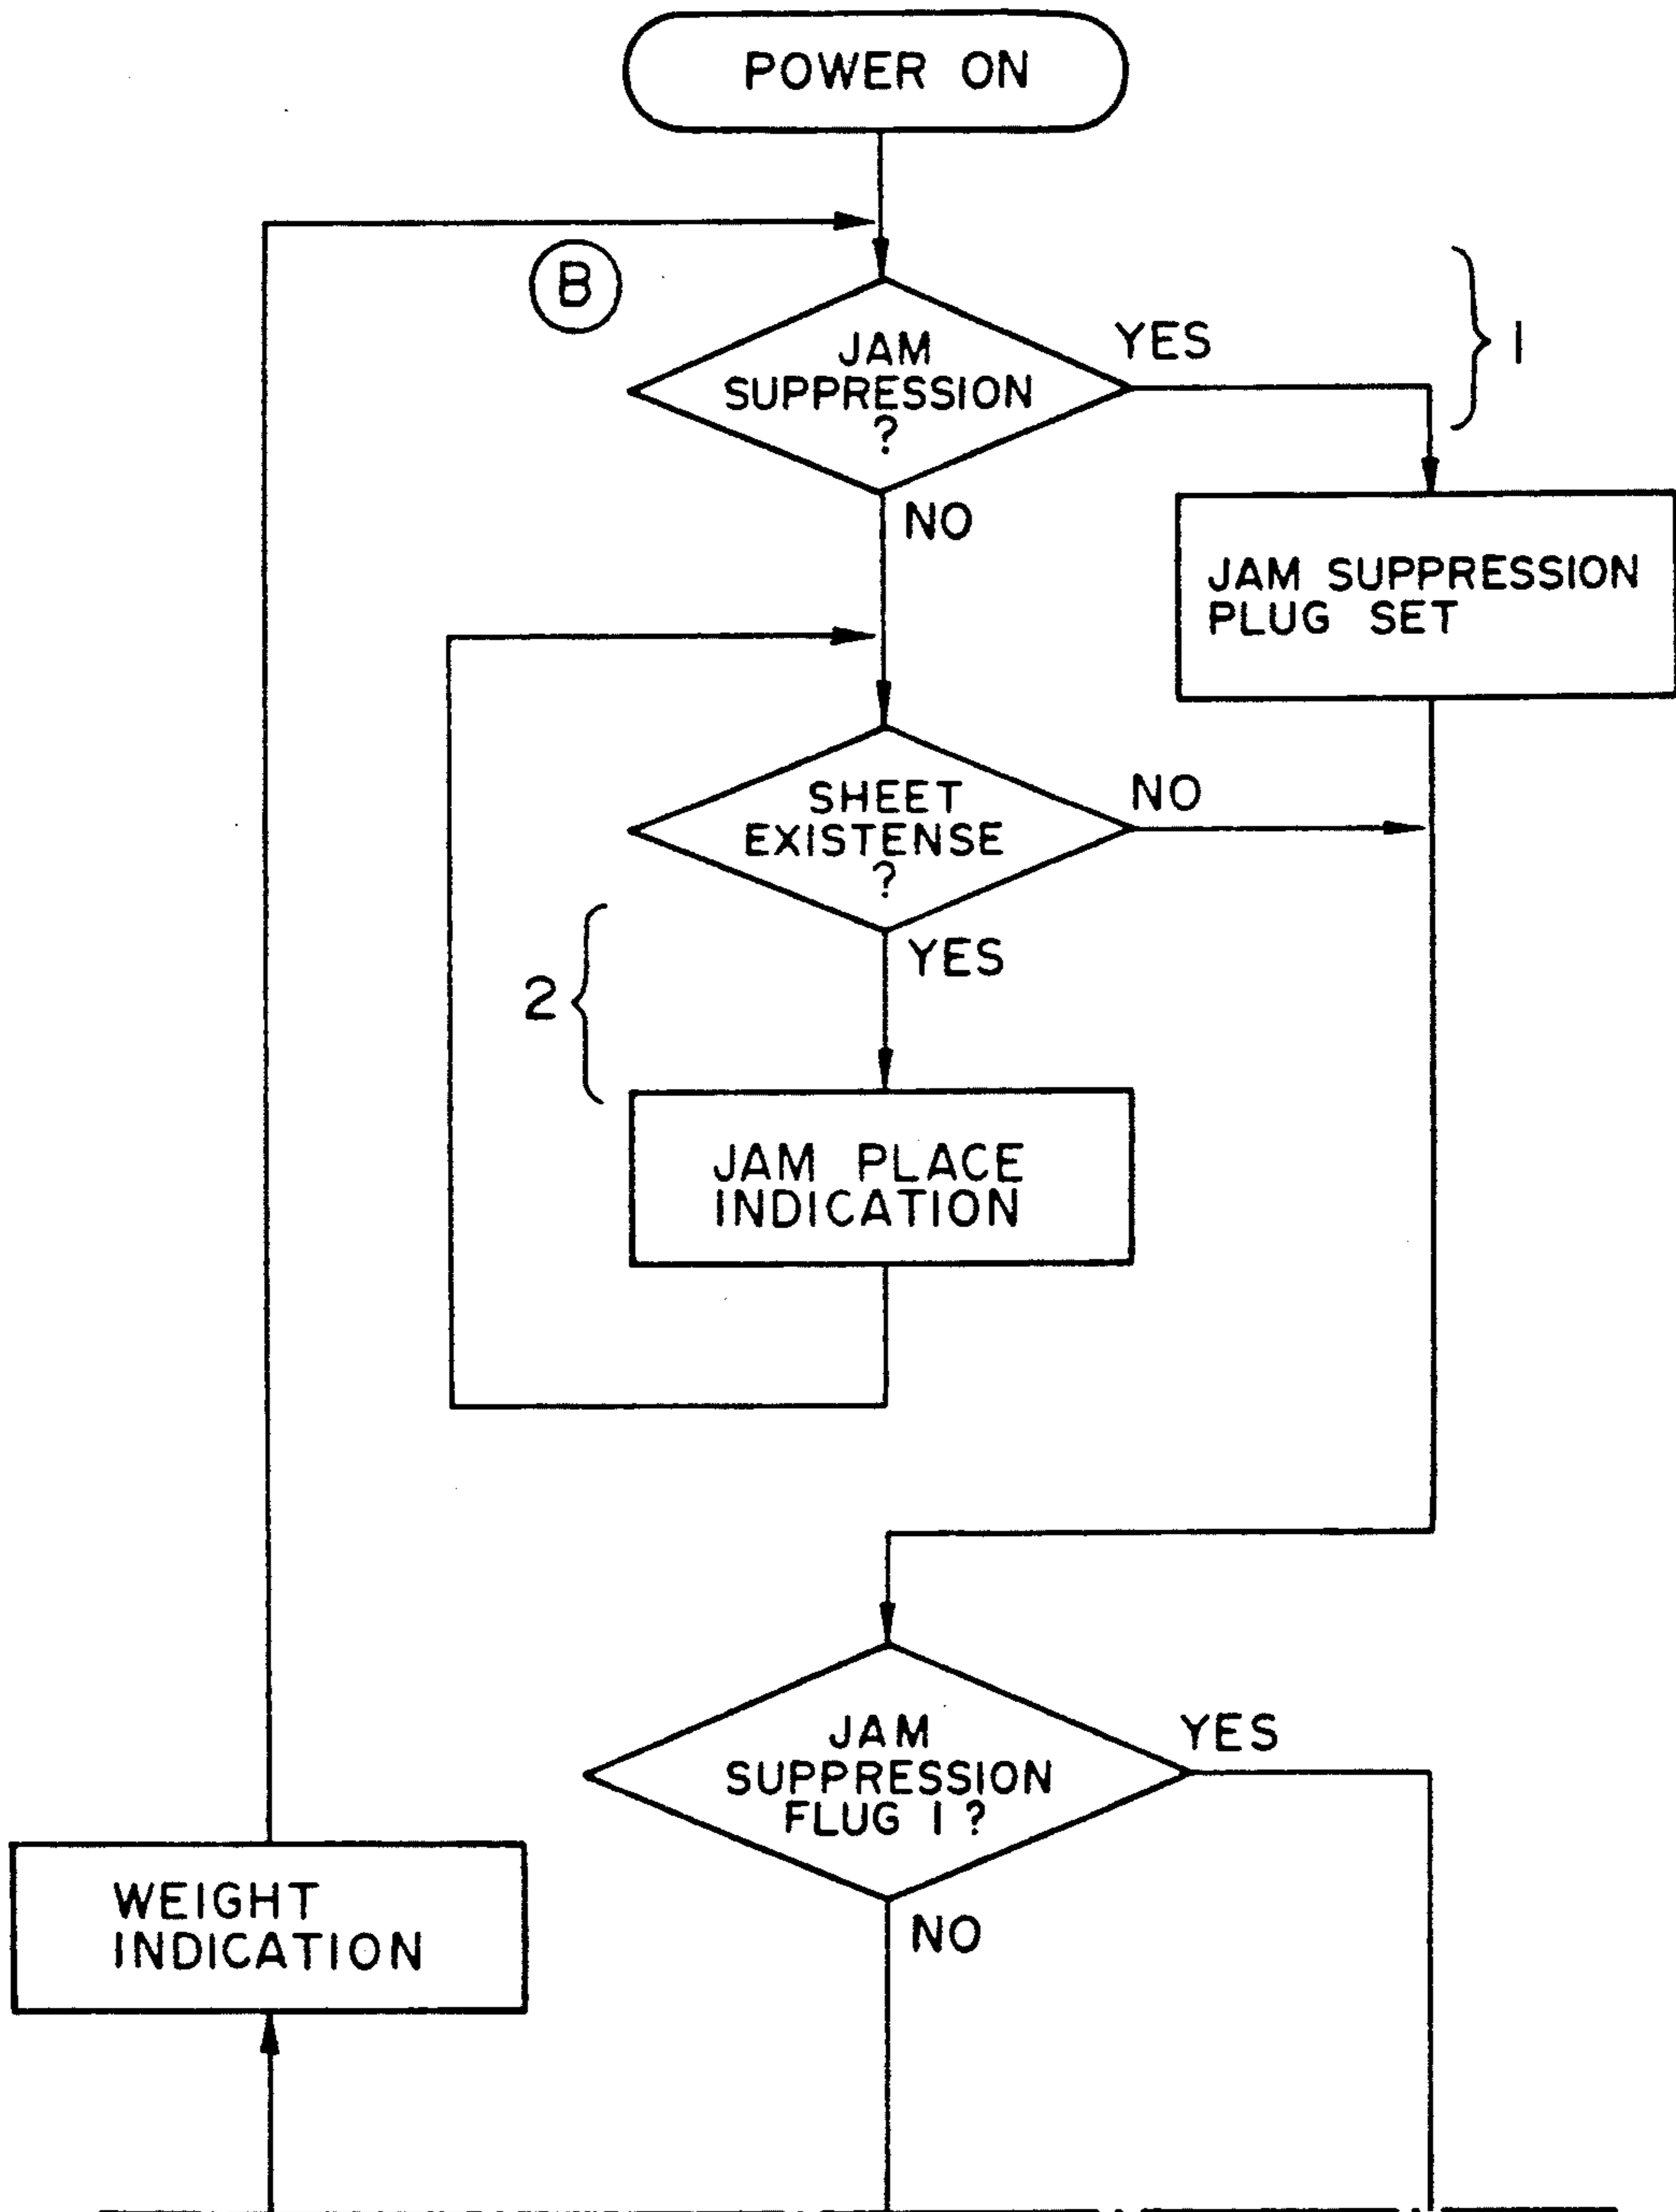 POWER ON
B
JAM
SUPPRESSION
?
YES
1
NO
JAM SUPPRESSION
PLUG SET
SHEET
EXISTENSE
?
NO
YES
2
JAM PLACE
INDICATION
JAM
SUPPRESSION
FLUG 1 ?
YES
NO
WEIGHT
INDICATION